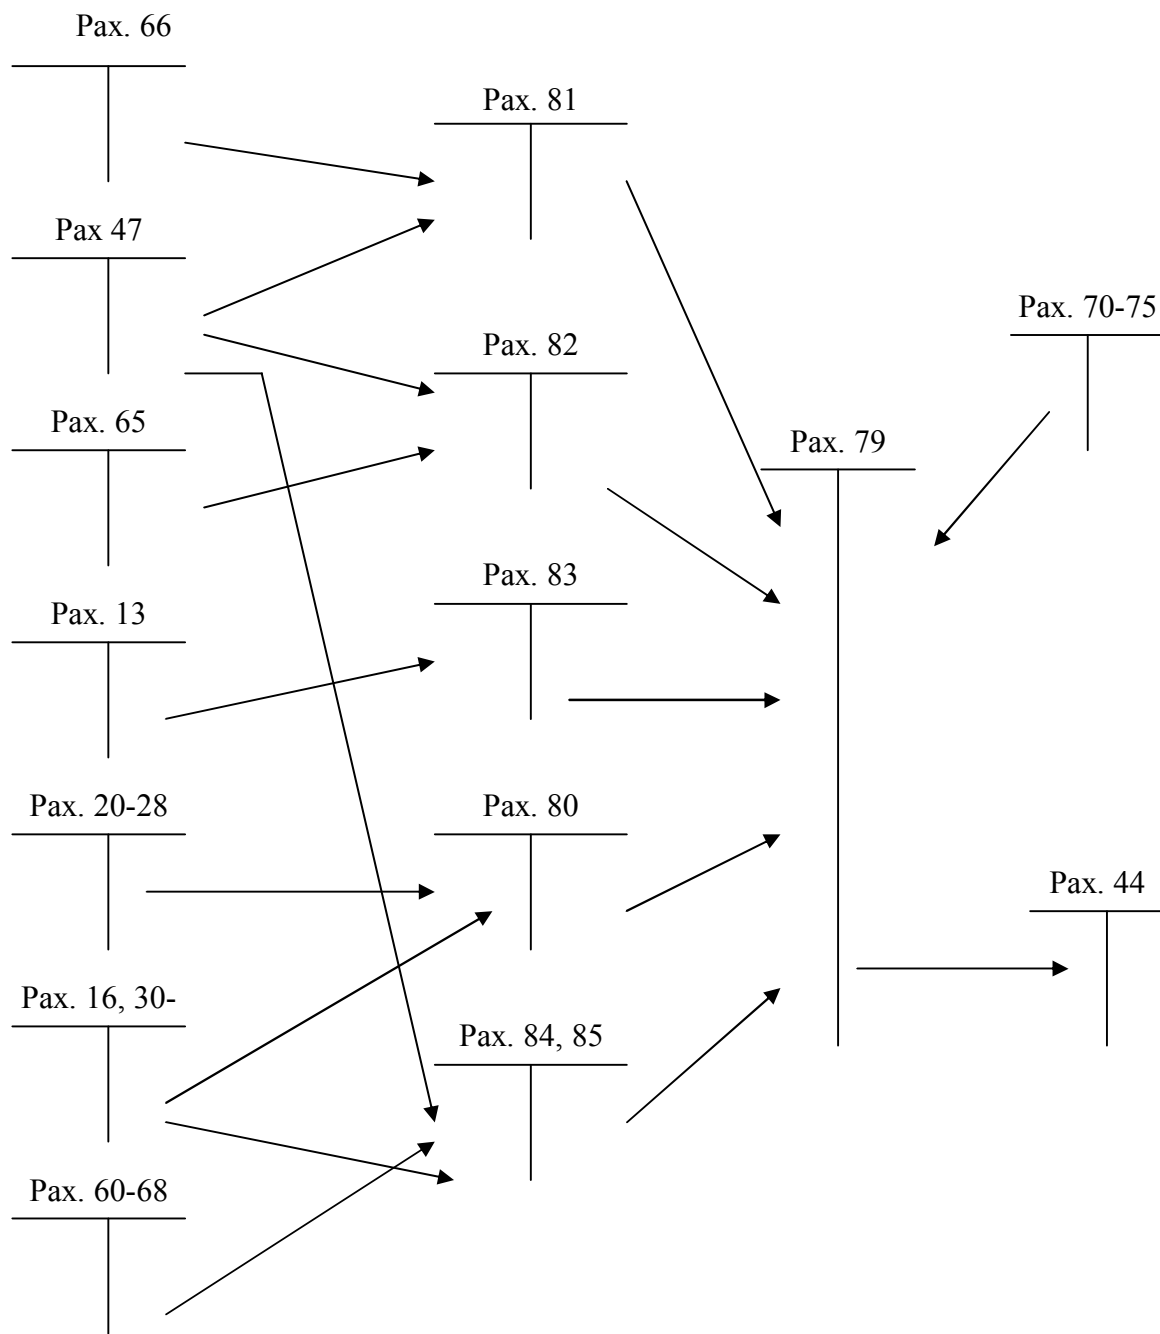 Pax. 66
Pax. 81
Pax 47
Pax. 70-75
Pax. 82
Pax. 65
Pax. 79
Pax. 83
Pax. 13
Pax. 20-28
Pax. 80
Pax. 44
Pax. 16, 30-
Pax. 84, 85
Pax. 60-68